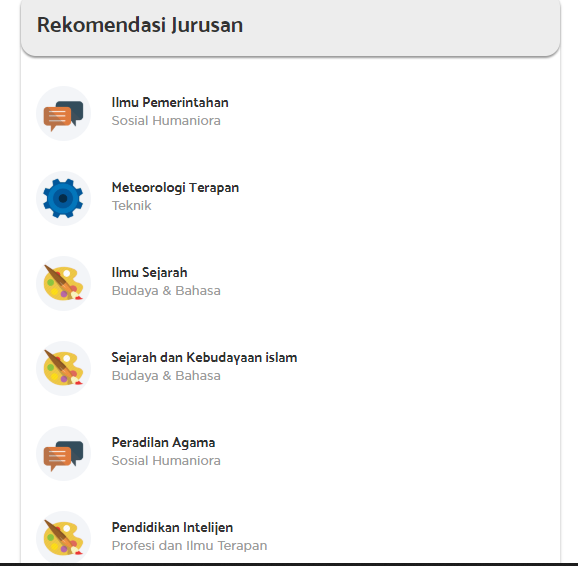 Rekomendasi Jurusan
Ilmu Pemerintahan
Sosial Humaniora
Meteorologi Terapan
Teknik
Ilmu Sejarah
Budaya & Bahasa
Sejarah dan Kebudayaan islam
Budaya & Bahasa
Peradilan Agama
Sosial Humaniora
Pendidikan Intelijen
Profesi dan Ilmu Terapan